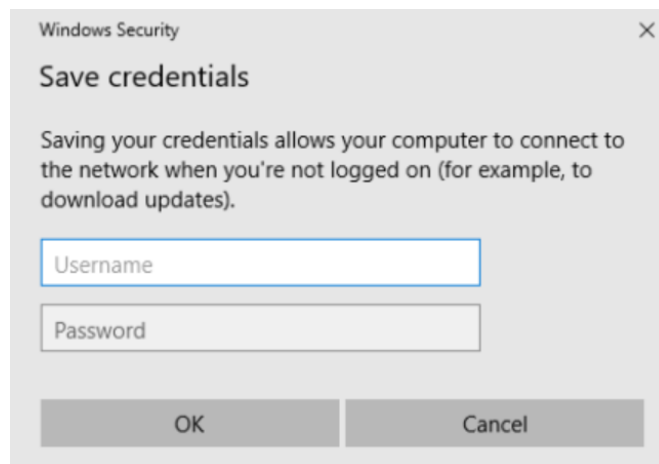 Windows Security
Save credentials
Saving your credentials allows your computer to connect to
the network when you're not logged on (for example, to
download updates).
Username
Password
OK
Cancel